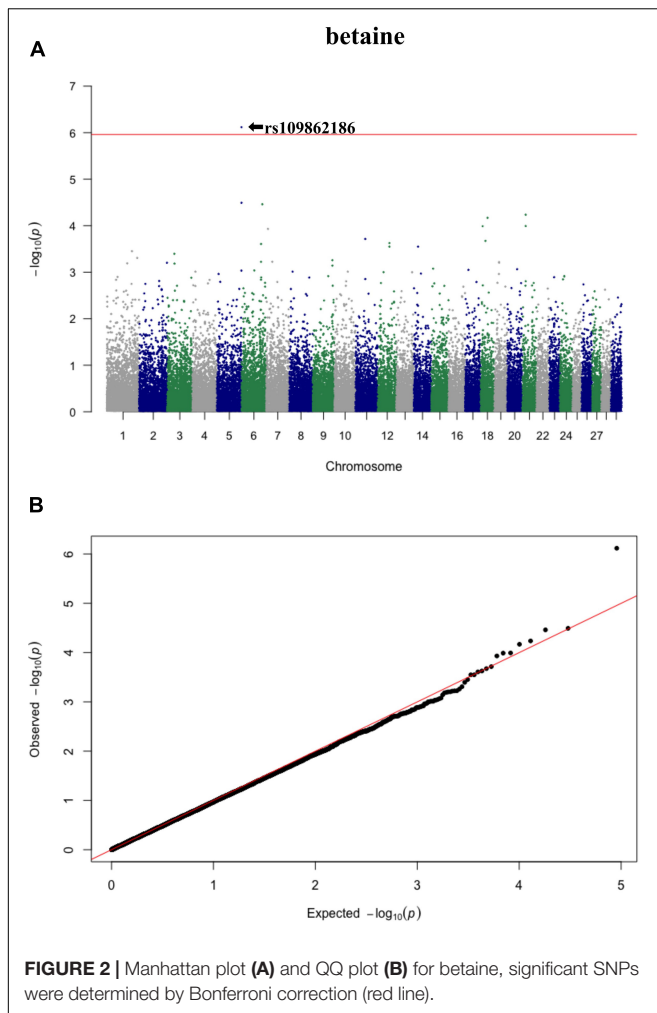 betaine
A
7
6
5
4
3
2
1
0
−log10(p)
rs109862186
1 2 3 4 5 6 7 8 9 10 12 14 16 18 20 22 24 27
Chromosome
B
6
5
4
3
2
1
0
Observed −log10(p)
0 1 2 3 4 5
Expected −log10(p)
FIGURE 2 | Manhattan plot (A) and QQ plot (B) for betaine, significant SNPs
were determined by Bonferroni correction (red line).